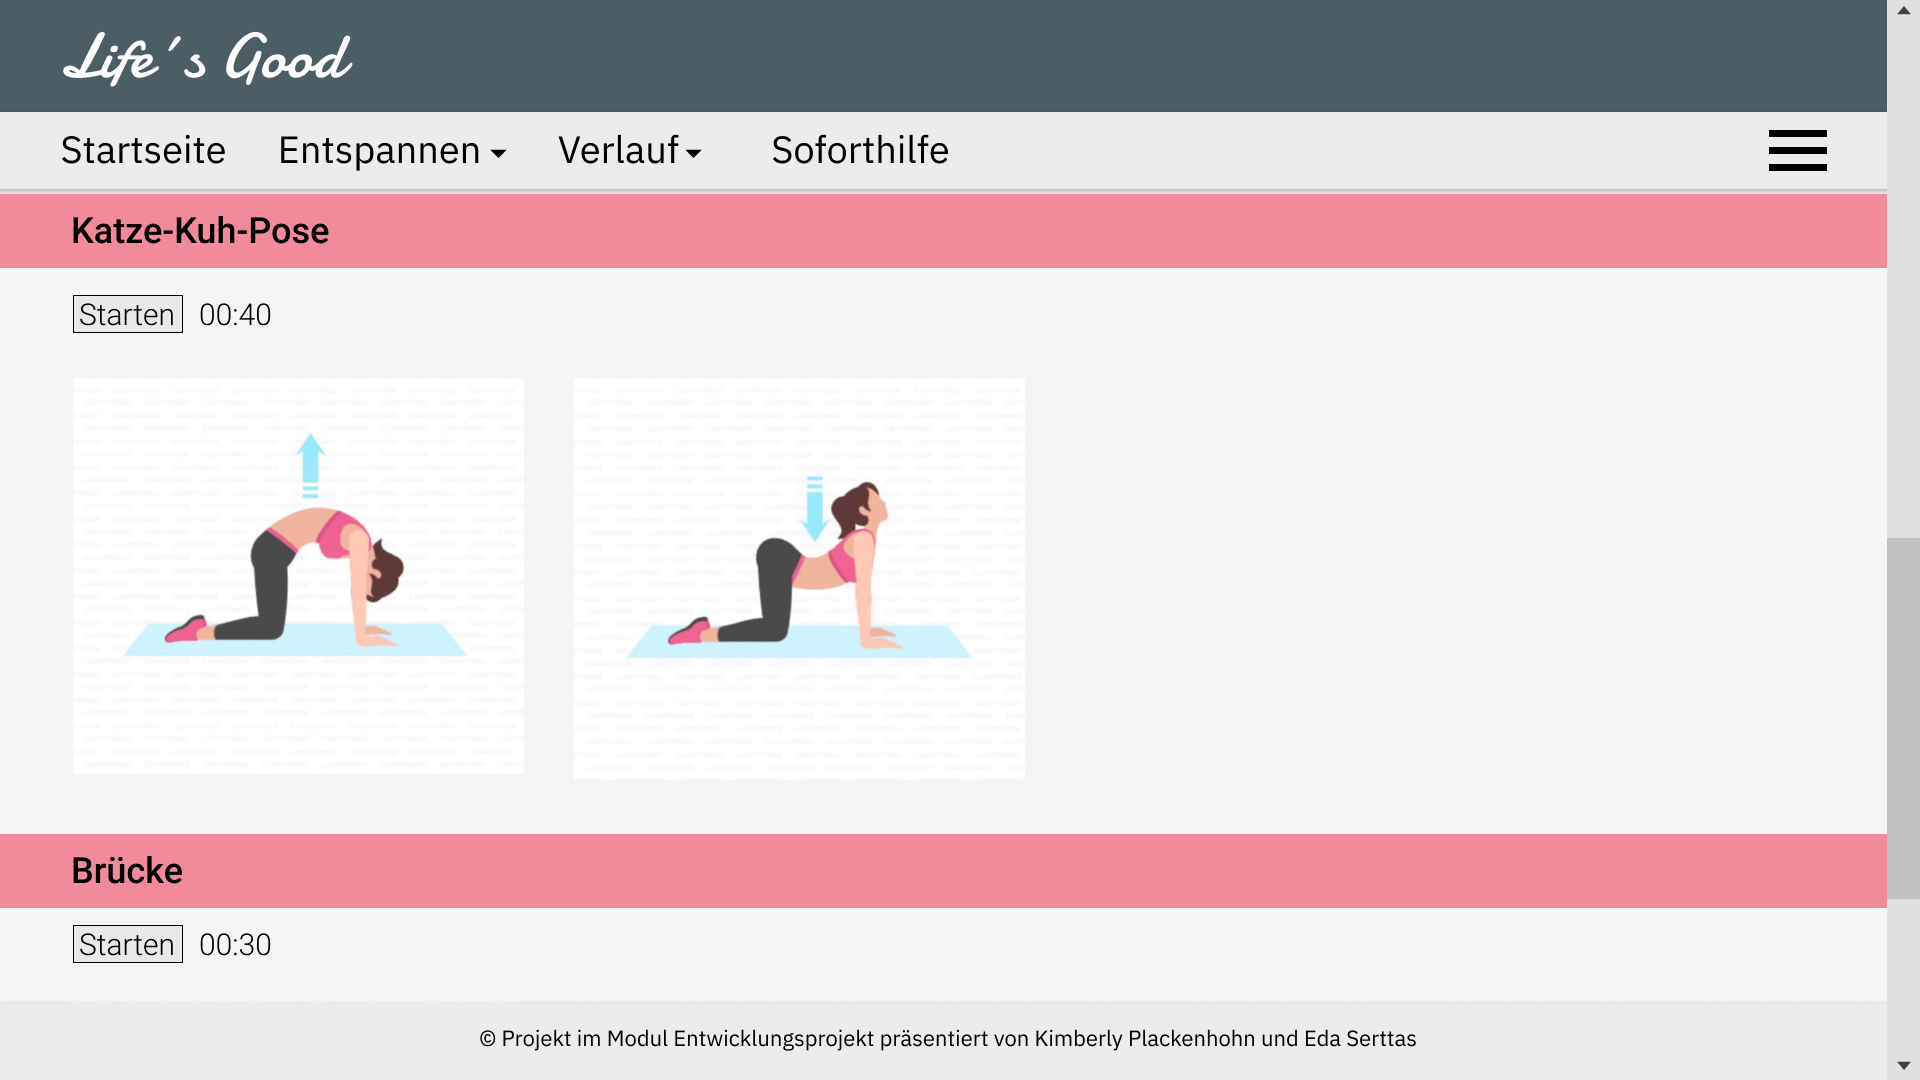 Life´s Good
Startseite Entspannen Verlauf Soforthilfe
Katze-Kuh-Pose
Starten 00:40
Brücke
Starten 00:30
© Projekt im Modul Entwicklungsprojekt präsentiert von Kimberly Plackenhohn und Eda Serttas